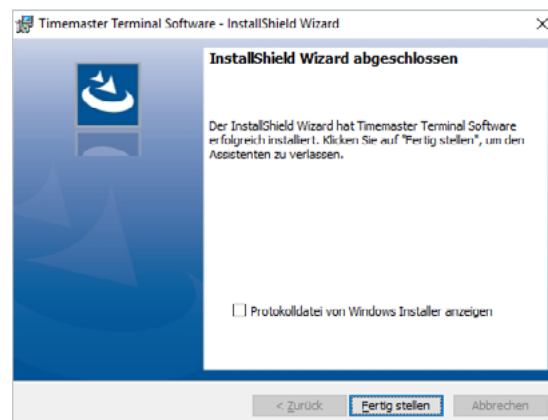 Timemaster Terminal Software - InstallShield Wizard
InstallShield Wizard abgeschlossen
Der InstallShield Wizard hat Timemaster Terminal Software
erfolgreich installiert. Klicken Sie auf "Fertig stellen", um den
Assistenten zu verlassen.
Protokolldatei von Windows Installer anzeigen
< Zurück Fertig stellen Abbrechen